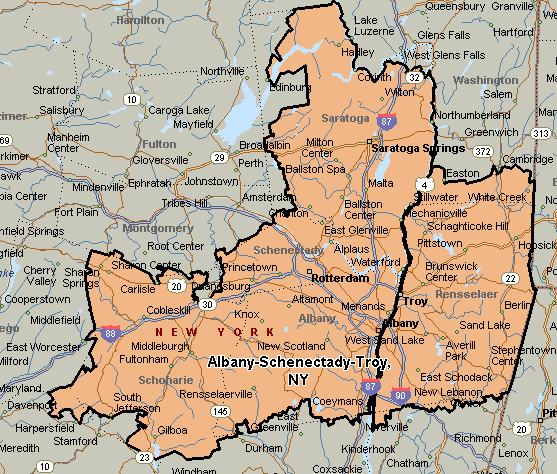 Queensbury Granville
Hamilton
Lake
Luzerne
Hartford
Glens Falls
Hadley
West Glens Falls
Northville
Corinth
32
Washington
Edinburg
Wilton
Salem
Stratford
10
Caroga Lake
Salisbury
Mayfield
Saratoga
87
Northumberland
Greenwich
313
69
Manheim
Center
Fulton
Broadalbin
Milton
Center
Saratoga Springs
372
Gloversville
29
Perth
Ballston Spa
Cambridge
Easton
Mindenville
Ephratah
Johnstown
Malta
4
Amsterdam
Stillwater
White Creek
Tribes Hill
Ballston
Center
Fort Plain
Charlton
Mechanicville
Schaghticoke Hill
Montgomery
East Glenville
Root Center
Schenectady
Alplaus
Pittstown
Hoosick
Waterford
Cherry
Valley
Sharon
Springs
Sharon Center
Princetown
Rotterdam
Brunswick
Center
22
Carlisle
20
Duanesburg
Rensselaer
Cooperstown
30
Altamont
Troy
Berlin
Cobleskill
Knox
Menands
Middlefield
Albany
Albany
Sand Lake
88
NEW YORK
West Sand Lake
East Worcester
Middleburgh
New Scotland
Averill
Park
Stephentown
Center
Milford
Fultonham
Albany-Schenectady-Troy,
NY
Schoharie
87
East Schodack
Maryland
Rensselaerville
90
New Lebanon
Center
Davenport
South
Jefferson
145
Coeymans
Harpersfield
Gilboa
East
Greenville
Richmond
Stamford
Durham
Kinderhook
Lenox
Meredith
23
Windham
Coxsackie
Chatham